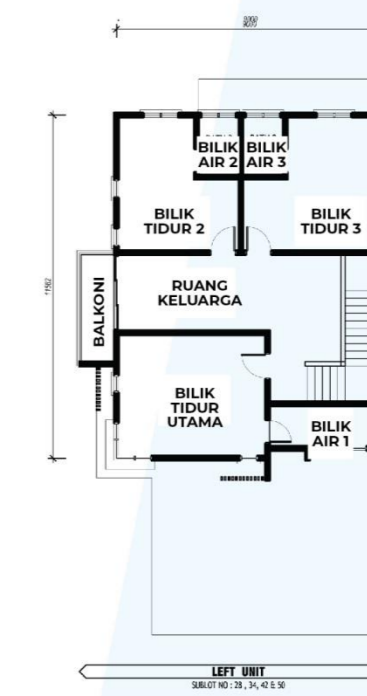 BILIK
AIR 2
BILIK
AIR 3
BILIK
TIDUR 2
BILIK
TIDUR 3
BALKONI
RUANG
KELUARGA
BILIK
TIDUR
UTAMA
BILIK
AIR 1
LEFT UNIT
SUBLOT NO : 28 , 34, 42 & 50